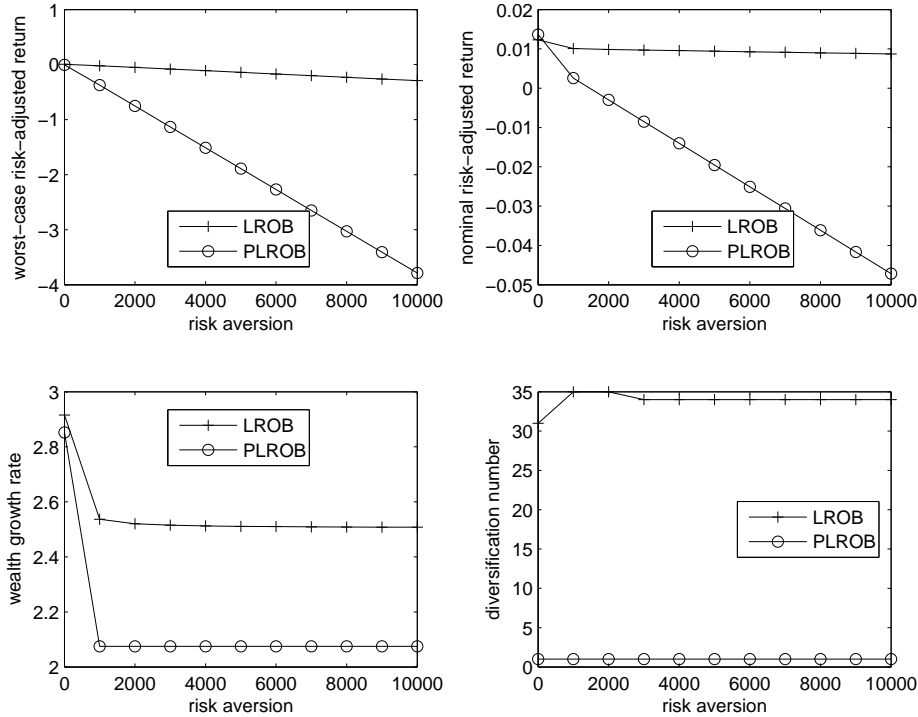 1
0
−1
−2
−3
−4
worst−case risk−adjusted return
LROB
PLROB
0 2000 4000 6000 8000 10000
risk aversion
0.02
0.01
0
−0.01
−0.02
−0.03
−0.04
−0.05
nominal risk−adjusted return
LROB
PLROB
0 2000 4000 6000 8000 10000
risk aversion
3
2.8
2.6
2.4
2.2
2
wealth growth rate
LROB
PLROB
0 2000 4000 6000 8000 10000
risk aversion
35
30
25
20
15
10
5
0
diversification number
LROB
PLROB
0 2000 4000 6000 8000 10000
risk aversion